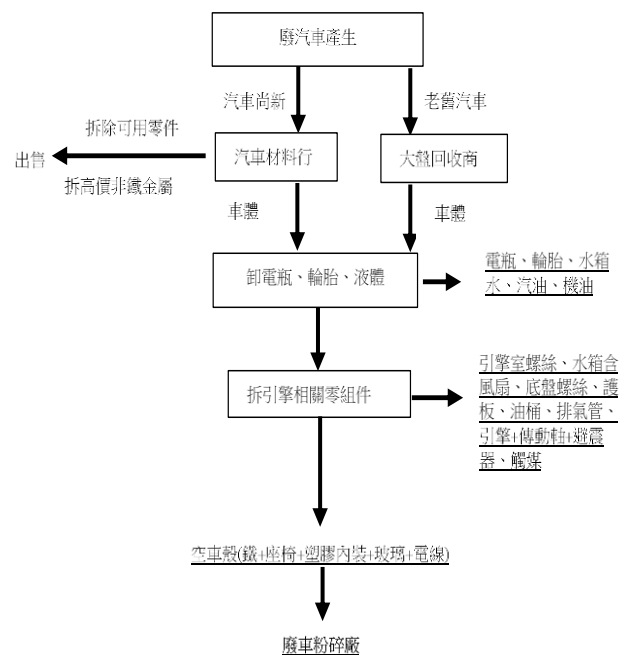 廢汽車產生
汽車尚新
老舊汽車
拆除可用零件
出售
汽車材料行
大盤回收商
拆高價非鐵金屬
車體
車體
卸電瓶、輪胎、液體
電瓶、輪胎、水箱
水、汽油、機油
拆引擎相關零組件
引擎室螺絲、水箱含
風扇、底盤螺絲、護
板、油桶、排氣管、
引擎+傳動軸+避震
器、觸媒
空車殼(鐵+座椅+塑膠內裝+玻璃+電線)
廢車粉碎廠